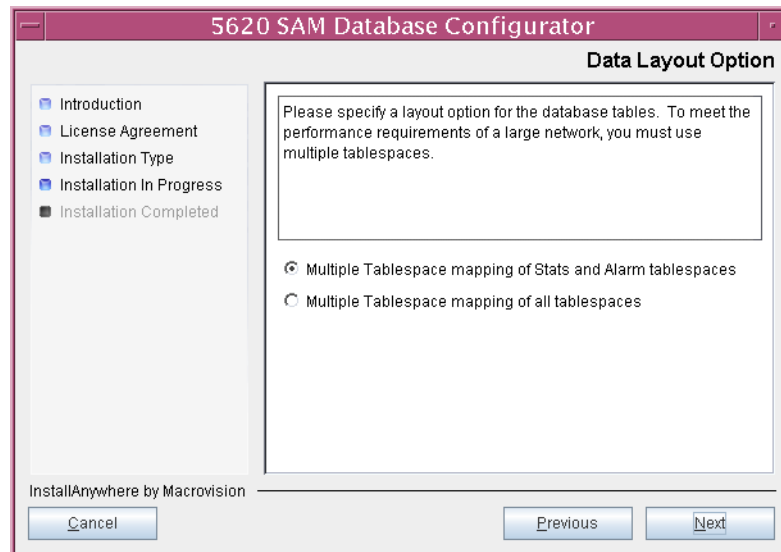 5620 SAM Database Configurator
Data Layout Option
Introduction
License Agreement
Installation Type
Installation In Progress
Installation Completed
Please specify a layout option for the database tables. To meet the
performance requirements of a large network, you must use
multiple tablespaces.
Multiple Tablespace mapping of Stats and Alarm tablespaces
Multiple Tablespace mapping of all tablespaces
InstallAnywhere by Macrovision
Cancel
Previous
Next